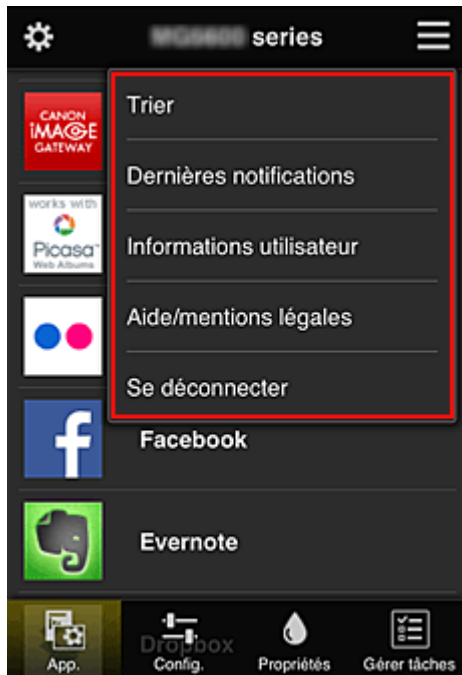 series
CANON
iMAGE
GATEWAY
Trier
Dernières notifications
works with
Picasa™
Web Albums
Informations utilisateur
Aide/mentions légales
Se déconnecter
Facebook
Evernote
Dropbox
App.
Config.
Propriétés
Gérer tâches